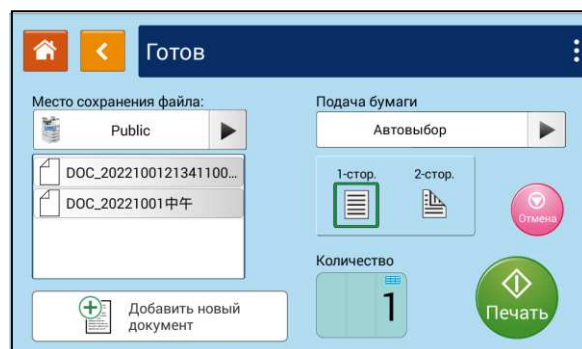 Готов
Место сохранения файла:
Public
DOC_2022100121341100...
DOC_20221001中午
Добавить новый
документ
Подача бумаги
Автовыбор
1-стор. 2-стор.
Отмена
Количество
1
Печать